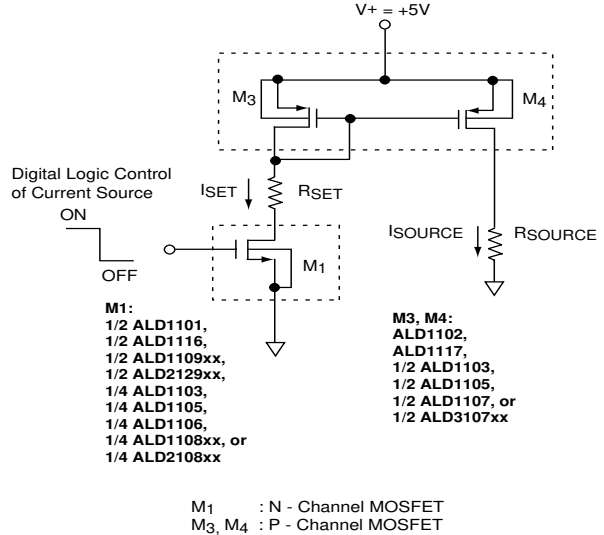 V+ = +5V
M3
M4
Digital Logic Control
of Current Source
ON
OFF
ISET
RSET
ISOURCE
RSOURCE
M1
M1:
1/2 ALD1101,
1/2 ALD1116,
1/2 ALD1109xx,
1/2 ALD2129xx,
1/4 ALD1103,
1/4 ALD1105,
1/4 ALD1106,
1/4 ALD1108xx, or
1/4 ALD2108xx
M3, M4:
ALD1102,
ALD1117,
1/2 ALD1103,
1/2 ALD1105,
1/2 ALD1107, or
1/2 ALD3107xx
M1 : N - Channel MOSFET
M3, M4 : P - Channel MOSFET